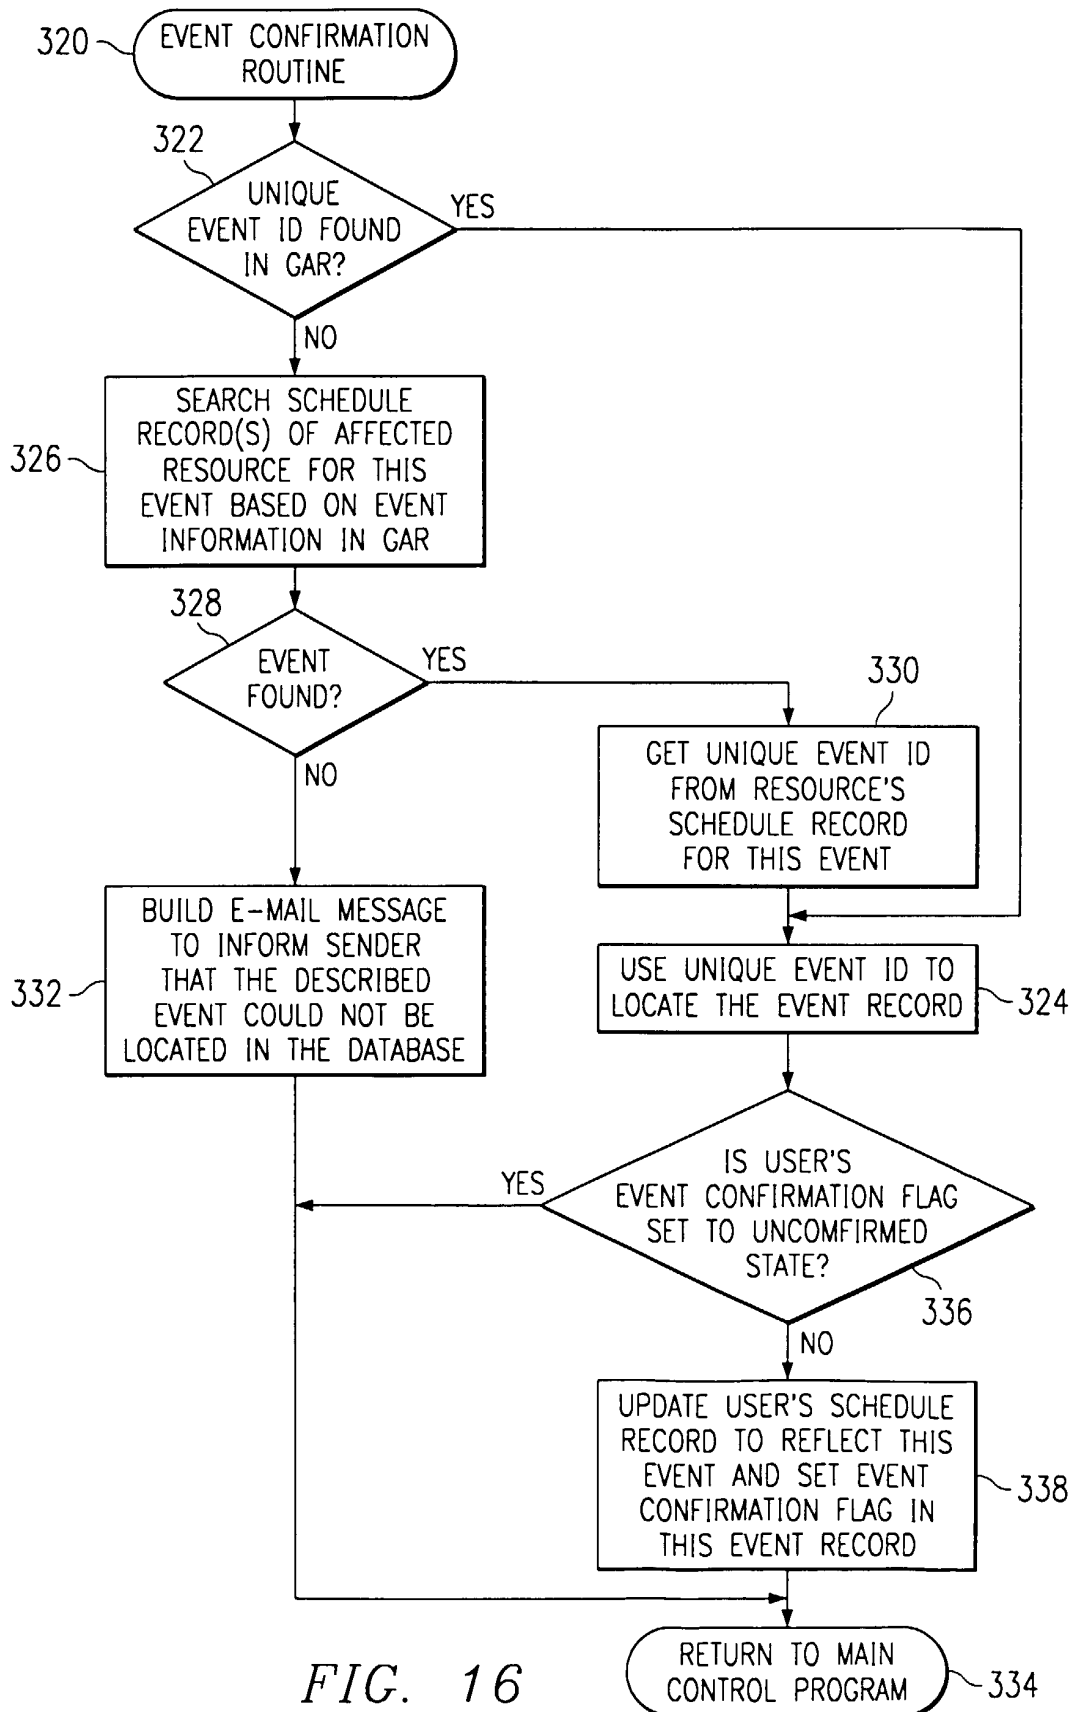 320
EVENT CONFIRMATION
ROUTINE
322
UNIQUE
EVENT ID FOUND
IN GAR?
YES
NO
326
SEARCH SCHEDULE
RECORD(S) OF AFFECTED
RESOURCE FOR THIS
EVENT BASED ON EVENT
INFORMATION IN GAR
328
EVENT
FOUND?
YES
NO
330
GET UNIQUE EVENT ID
FROM RESOURCE'S
SCHEDULE RECORD
FOR THIS EVENT
332
BUILD E-MAIL MESSAGE
TO INFORM SENDER
THAT THE DESCRIBED
EVENT COULD NOT BE
LOCATED IN THE DATABASE
USE UNIQUE EVENT ID TO
LOCATE THE EVENT RECORD
324
YES
IS USER'S
EVENT CONFIRMATION FLAG
SET TO UNCOMFIRMED
STATE?
336
NO
UPDATE USER'S SCHEDULE
RECORD TO REFLECT THIS
EVENT AND SET EVENT
CONFIRMATION FLAG IN
THIS EVENT RECORD
338
RETURN TO MAIN
CONTROL PROGRAM
334
FIG. 16